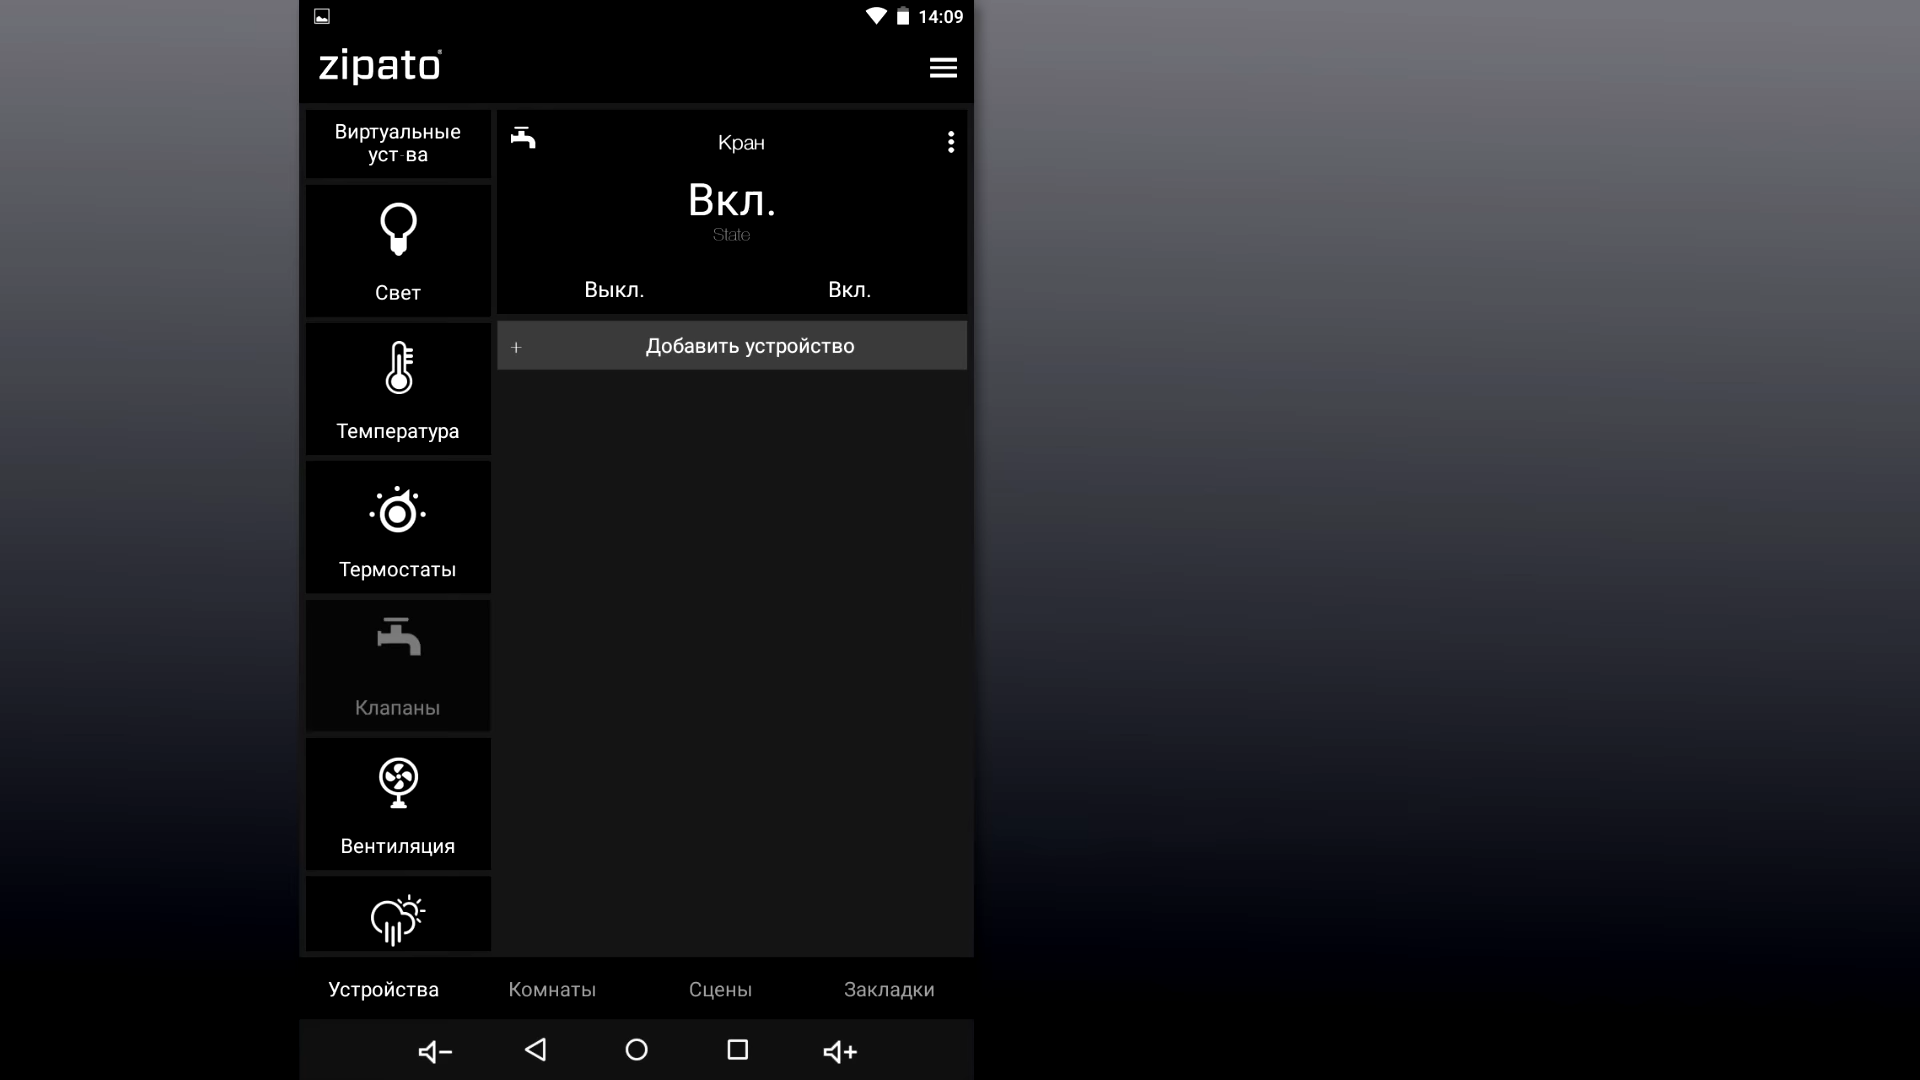 14:09
zipato
Виртуальные
уст-ва
Свет
Температура
Термостаты
Клапаны
Вентиляция
Кран
Вкл.
State
Выкл.
Вкл.
+ Добавить устройство
Устройства
Комнаты
Сцены
Закладки